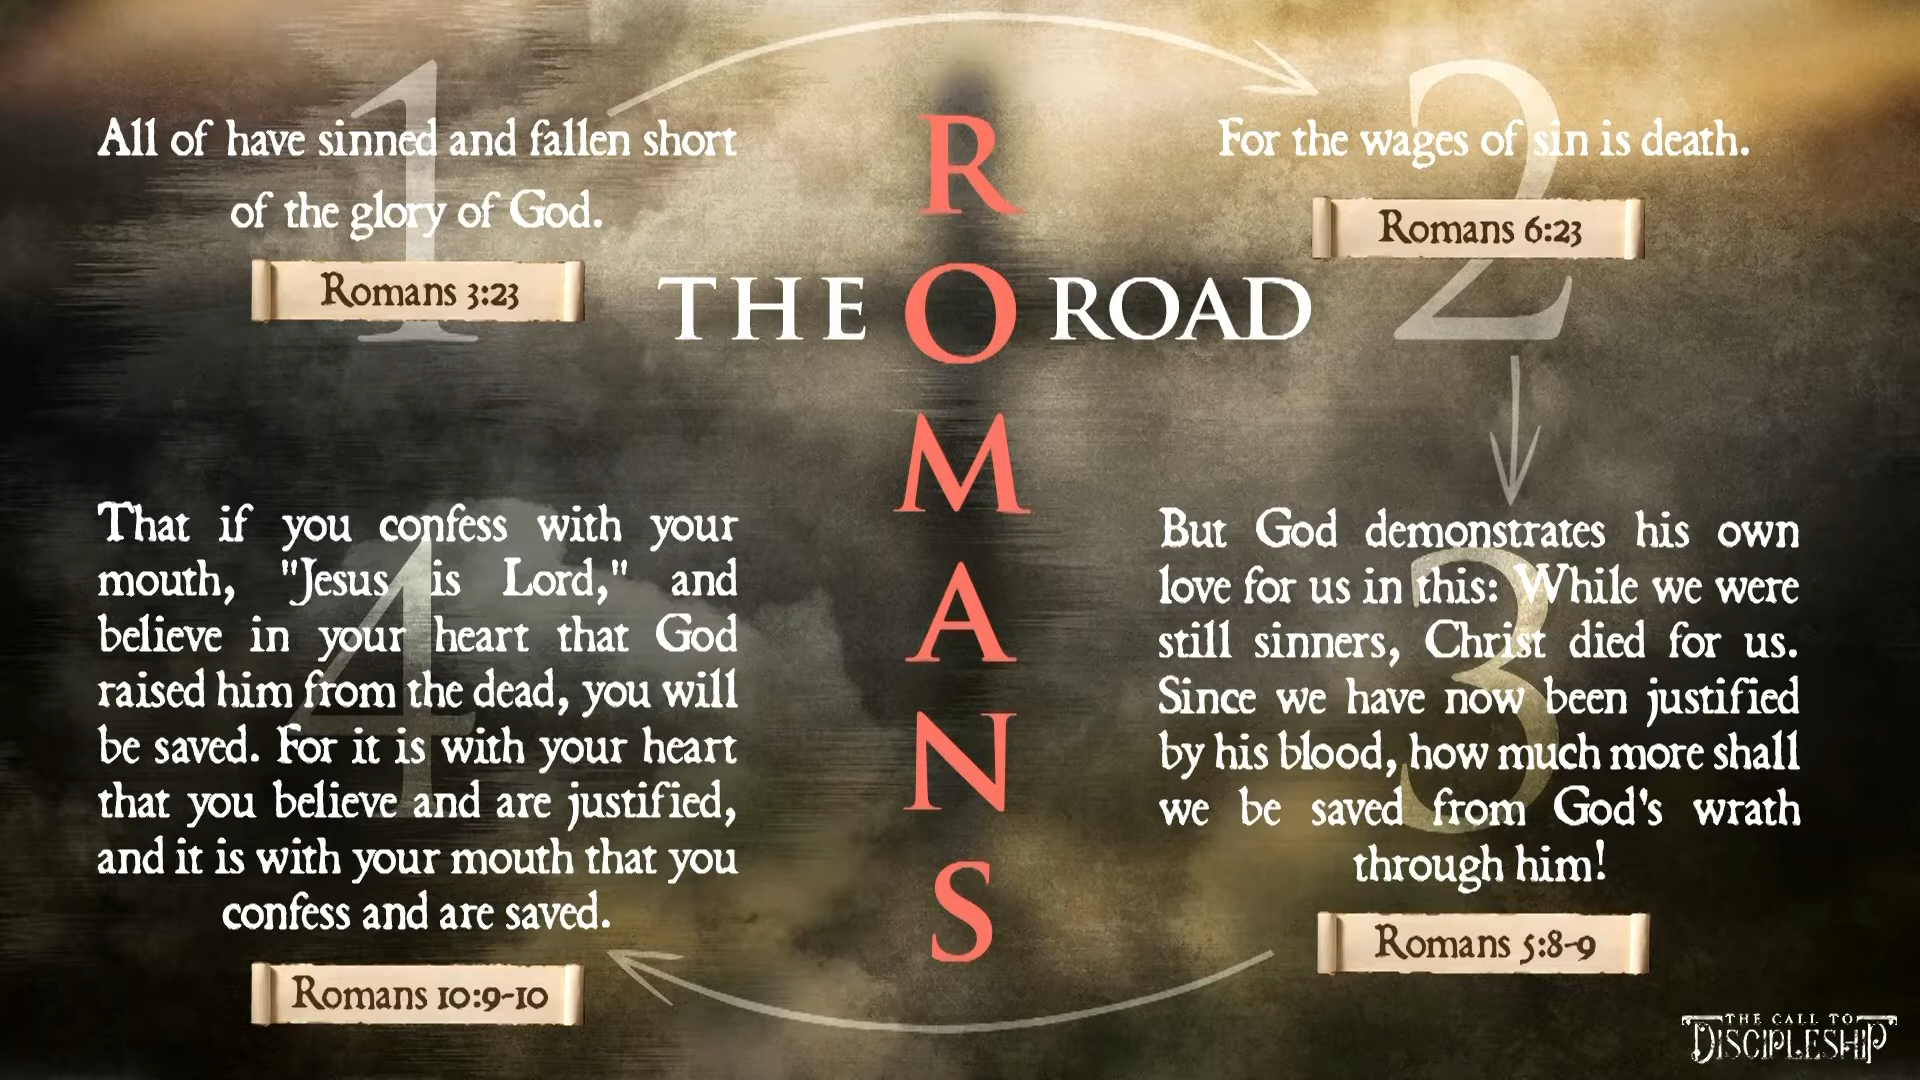 1
All of have sinned and fallen short
of the glory of God.
Romans 3:23
THE ROMANS ROAD
2
For the wages of sin is death.
Romans 6:23
3
But God demonstrates his own
love for us in this: While we were
still sinners, Christ died for us.
Since we have now been justified
by his blood, how much more shall
we be saved from God's wrath
through him!
Romans 5:8-9
4
That if you confess with your
mouth, "Jesus is Lord," and
believe in your heart that God
raised him from the dead, you will
be saved. For it is with your heart
that you believe and are justified,
and it is with your mouth that you
confess and are saved.
Romans 10:9-10
THE CALL TO
DISCIPLESHIP